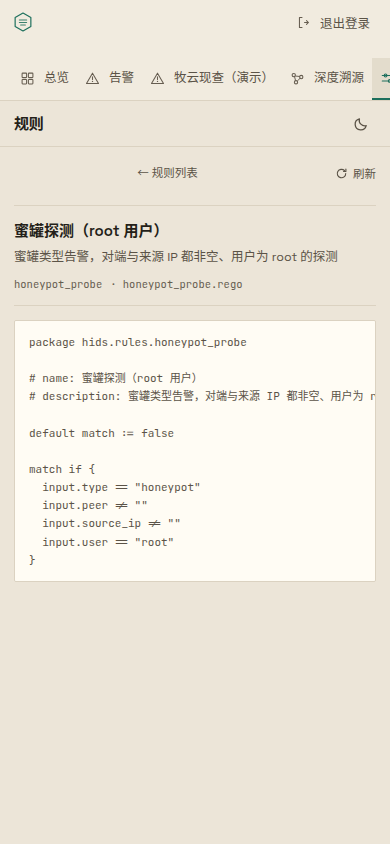 退出登录
总览
告警
牧云现查（演示）
深度溯源
规则
← 规则列表
刷新
蜜罐探测（root 用户）
蜜罐类型告警，对端与来源 IP 都非空、用户为 root 的探测
honeypot_probe · honeypot_probe.rego
package hids.rules.honeypot_probe
# name: 蜜罐探测（root 用户）
# description: 蜜罐类型告警，对端与来源 IP 都非空、用户为
default match := false
match if {
input.type == "honeypot"
input.peer != ""
input.source_ip != ""
input.user == "root"
}